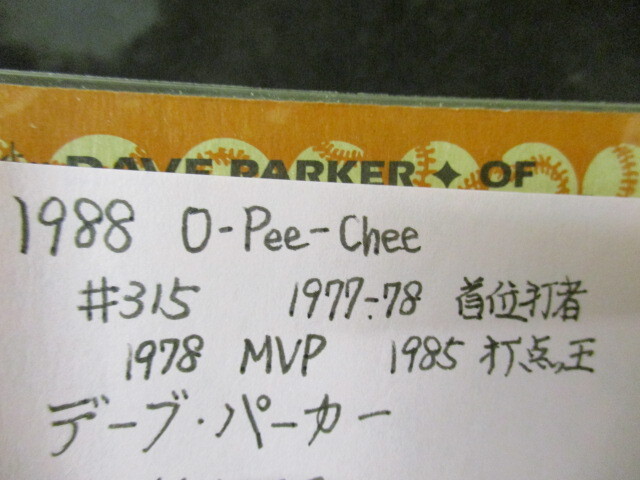 DAVE PARKER ✦ OF
1988 O-Pee-Chee
#315 1977-78 首位打者
1978 MVP 1985 打点王
デーブ・パーカー